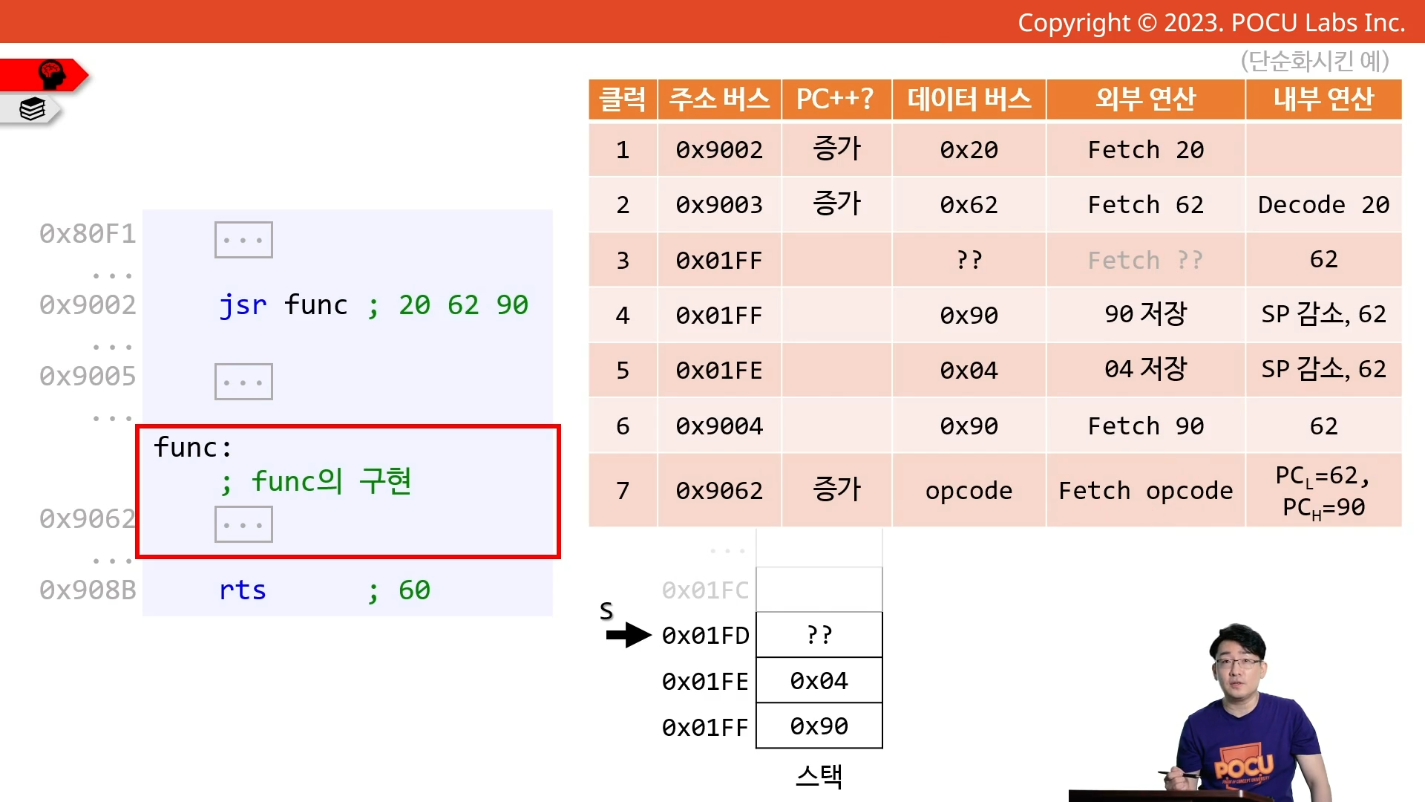 Copyright © 2023. POCU Labs Inc.
(단순화시킨 예)
클럭 주소 버스 PC++? 데이터 버스 외부 연산 내부 연산
1 0x9002 증가 0x20 Fetch 20
2 0x9003 증가 0x62 Fetch 62 Decode 20
3 0x01FF ?? Fetch ?? 62
4 0x01FF 0x90 90 저장 SP 감소, 62
5 0x01FE 0x04 04 저장 SP 감소, 62
6 0x9004 0x90 Fetch 90 62
7 0x9062 증가 opcode Fetch opcode PCL=62,
PCH=90
0x80F1 ...
...
0x9002 jsr func ; 20 62 90
...
0x9005 ...
...
func:
; func의 구현
0x9062 ...
...
0x908B rts ; 60
...
0x01FC
S
0x01FD ??
0x01FE 0x04
0x01FF 0x90
스택
POCU